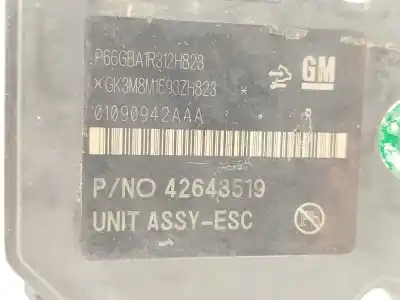 P66GBA1R312H823
*GK3M8M1E93ZH823 *
GM
01090942AAA
P/NO 42643519
UNIT ASSY-ESC